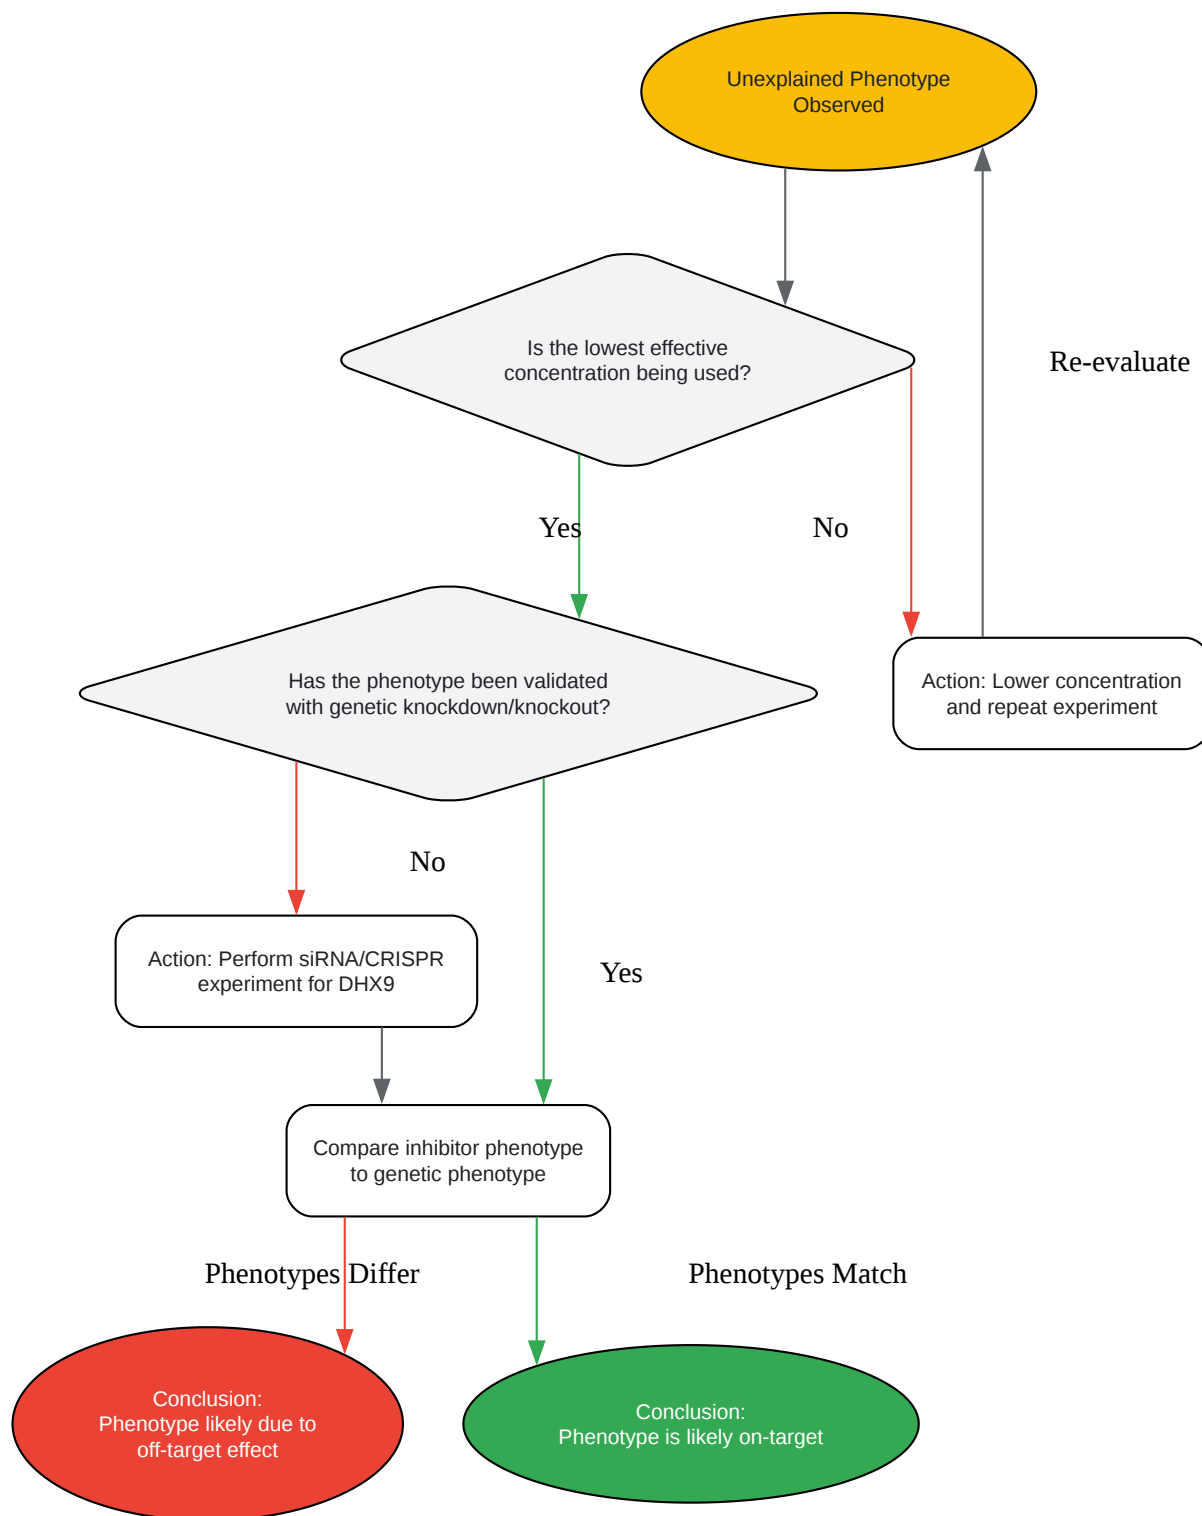 Unexplained Phenotype
Observed
Is the lowest effective
concentration being used?
Re-evaluate
Yes
No
Has the phenotype been validated
with genetic knockdown/knockout?
Action: Lower concentration
and repeat experiment
No
Action: Perform siRNA/CRISPR
experiment for DHX9
Yes
Compare inhibitor phenotype
to genetic phenotype
Phenotypes Differ
Phenotypes Match
Conclusion:
Phenotype likely due to
off-target effect
Conclusion:
Phenotype is likely on-target